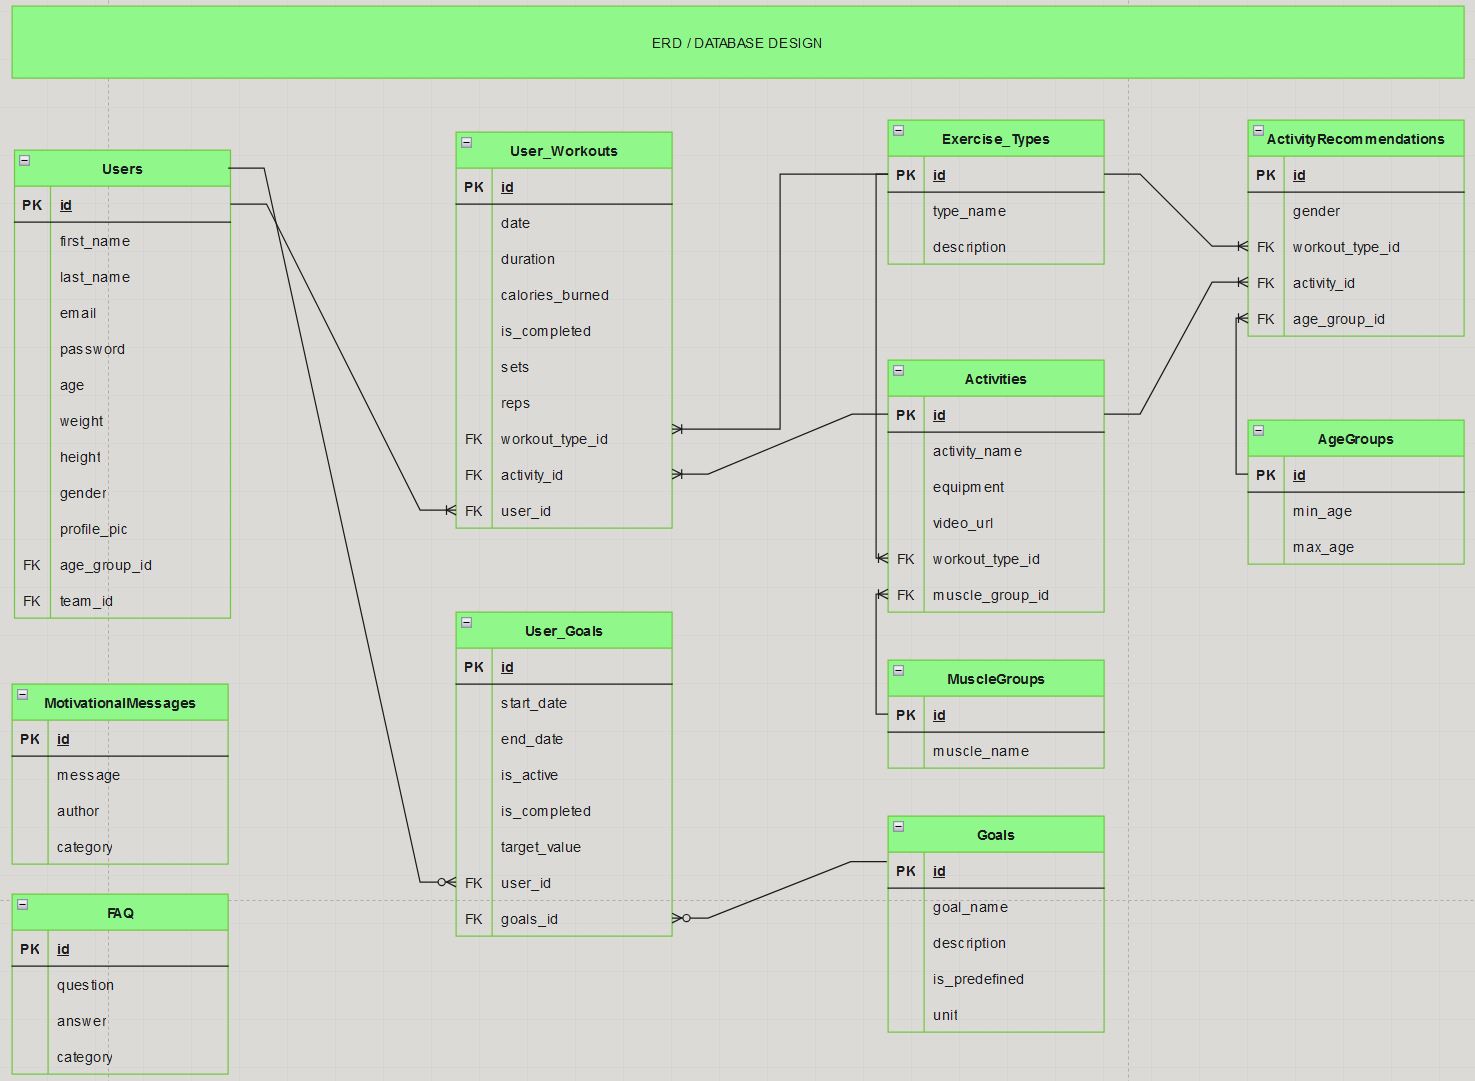 ERD / DATABASE DESIGN
Users
PK id
first_name
last_name
email
password
age
weight
height
gender
profile_pic
FK age_group_id
FK team_id
MotivationalMessages
PK id
message
author
category
FAQ
PK id
question
answer
category
User_Workouts
PK id
date
duration
calories_burned
is_completed
sets
reps
FK workout_type_id
FK activity_id
FK user_id
User_Goals
PK id
start_date
end_date
is_active
is_completed
target_value
FK user_id
FK goals_id
Exercise_Types
PK id
type_name
description
Activities
PK id
activity_name
equipment
video_url
FK workout_type_id
FK muscle_group_id
MuscleGroups
PK id
muscle_name
Goals
PK id
goal_name
description
is_predefined
unit
ActivityRecommendations
PK id
gender
FK workout_type_id
FK activity_id
FK age_group_id
AgeGroups
PK id
min_age
max_age